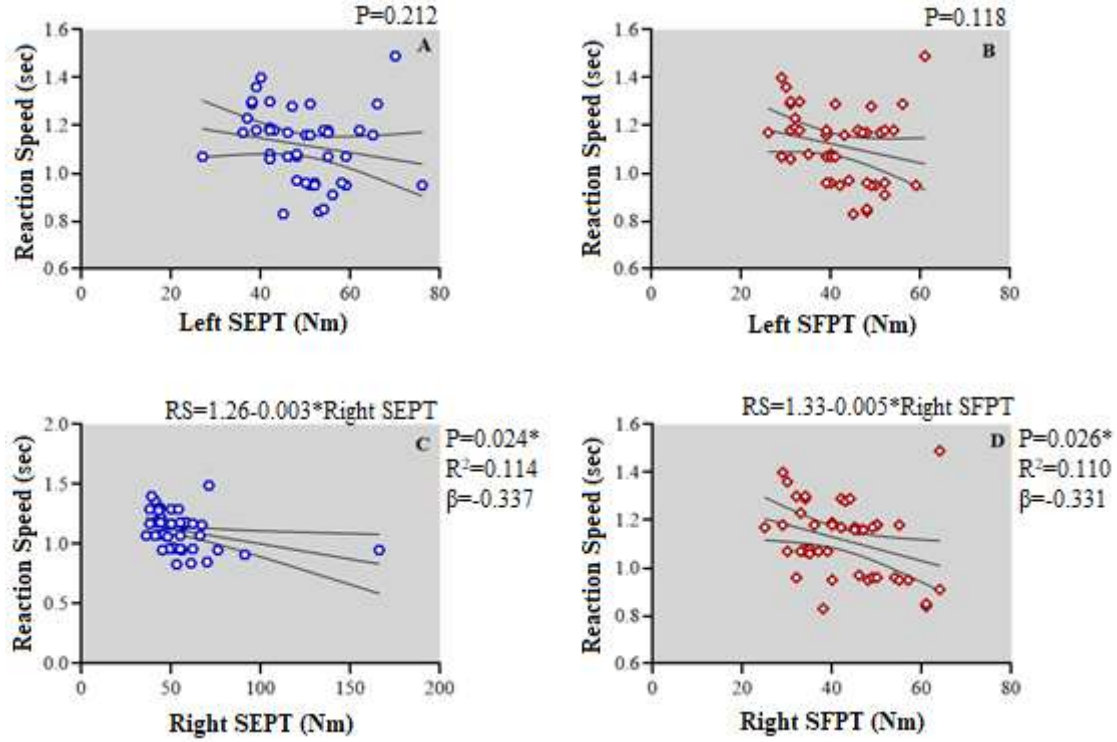 P=0.212
A
Reaction Speed (sec)
1.6
1.4
1.2
1.0
0.8
0.6
0 20 40 60 80
Left SEPT (Nm)
P=0.118
B
Reaction Speed (sec)
1.6
1.4
1.2
1.0
0.8
0.6
0 20 40 60 80
Left SFPT (Nm)
RS=1.26-0.003*Right SEPT
C
P=0.024*
R²=0.114
β=-0.337
Reaction Speed (sec)
2.0
1.5
1.0
0.5
0.0
0 50 100 150 200
Right SEPT (Nm)
RS=1.33-0.005*Right SFPT
D
P=0.026*
R²=0.110
β=-0.331
Reaction Speed (sec)
1.6
1.4
1.2
1.0
0.8
0.6
0 20 40 60 80
Right SFPT (Nm)